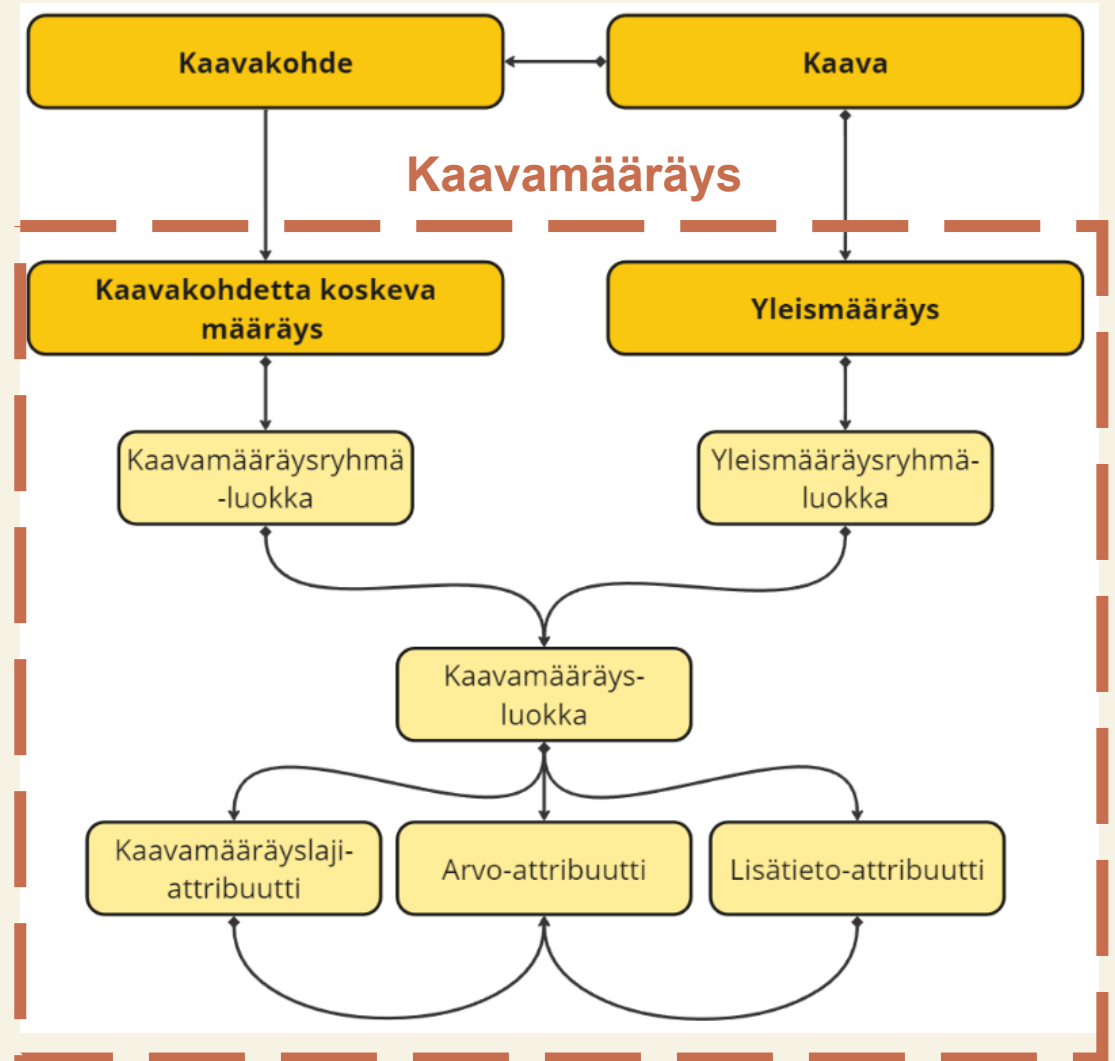 Kaavakohde
Kaava
Kaavamääräys
Kaavakohdetta koskeva
määräys
Yleismääräys
Kaavamääräysryhmä
-luokka
Yleismääräysryhmä-
luokka
Kaavamääräys-
luokka
Kaavamääräyslaji-
attribuutti
Arvo-attribuutti
Lisätieto-attribuutti